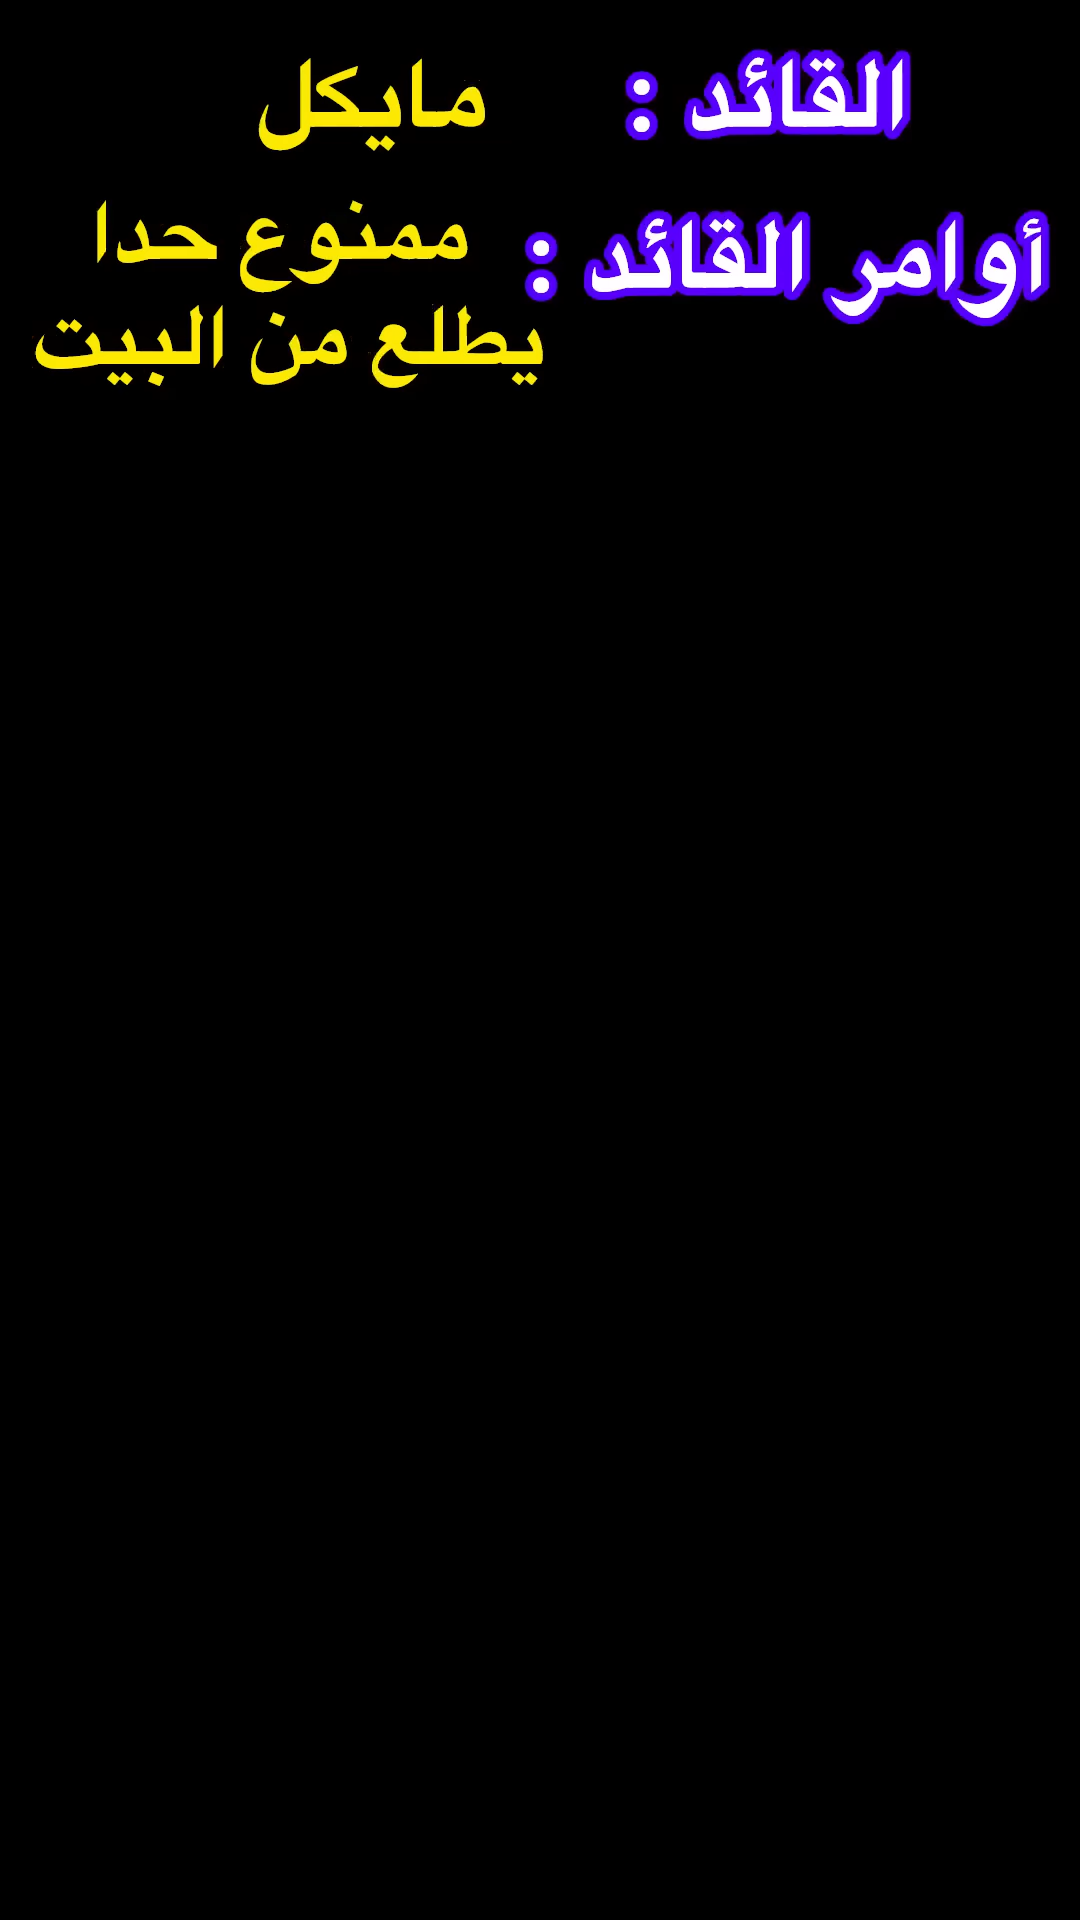 القائد : مايكل
أوامر القائد : ممنوع حدا
يطلع من البيت